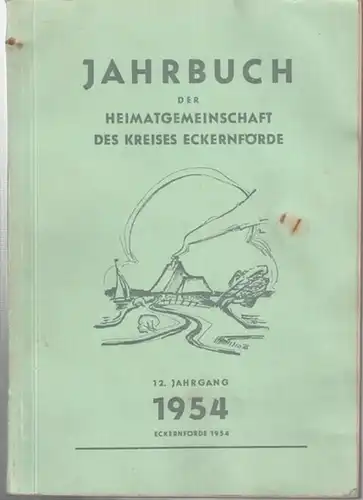 JAHRBUCH
DER
HEIMATGEMEINSCHAFT
DES KREISES ECKERNFÖRDE
12. JAHRGANG
1954
ECKERNFÖRDE 1954